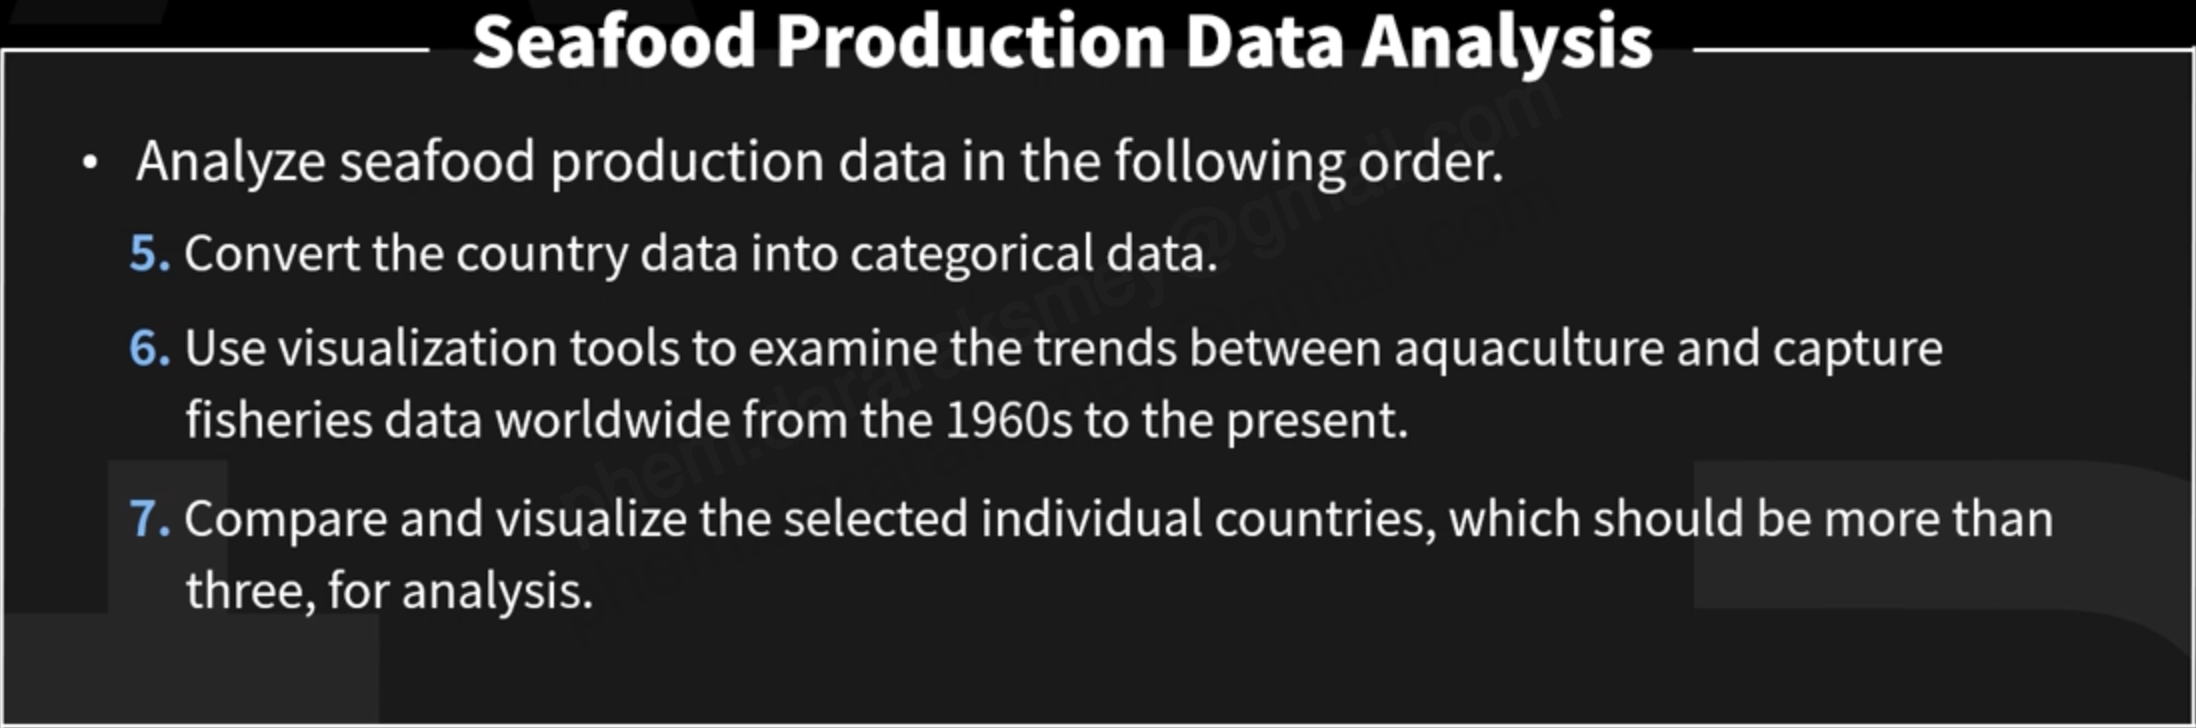 Seafood Production Data Analysis
• Analyze seafood production data in the following order.
5. Convert the country data into categorical data.
6. Use visualization tools to examine the trends between aquaculture and capture
fisheries data worldwide from the 1960s to the present.
7. Compare and visualize the selected individual countries, which should be more than
three, for analysis.